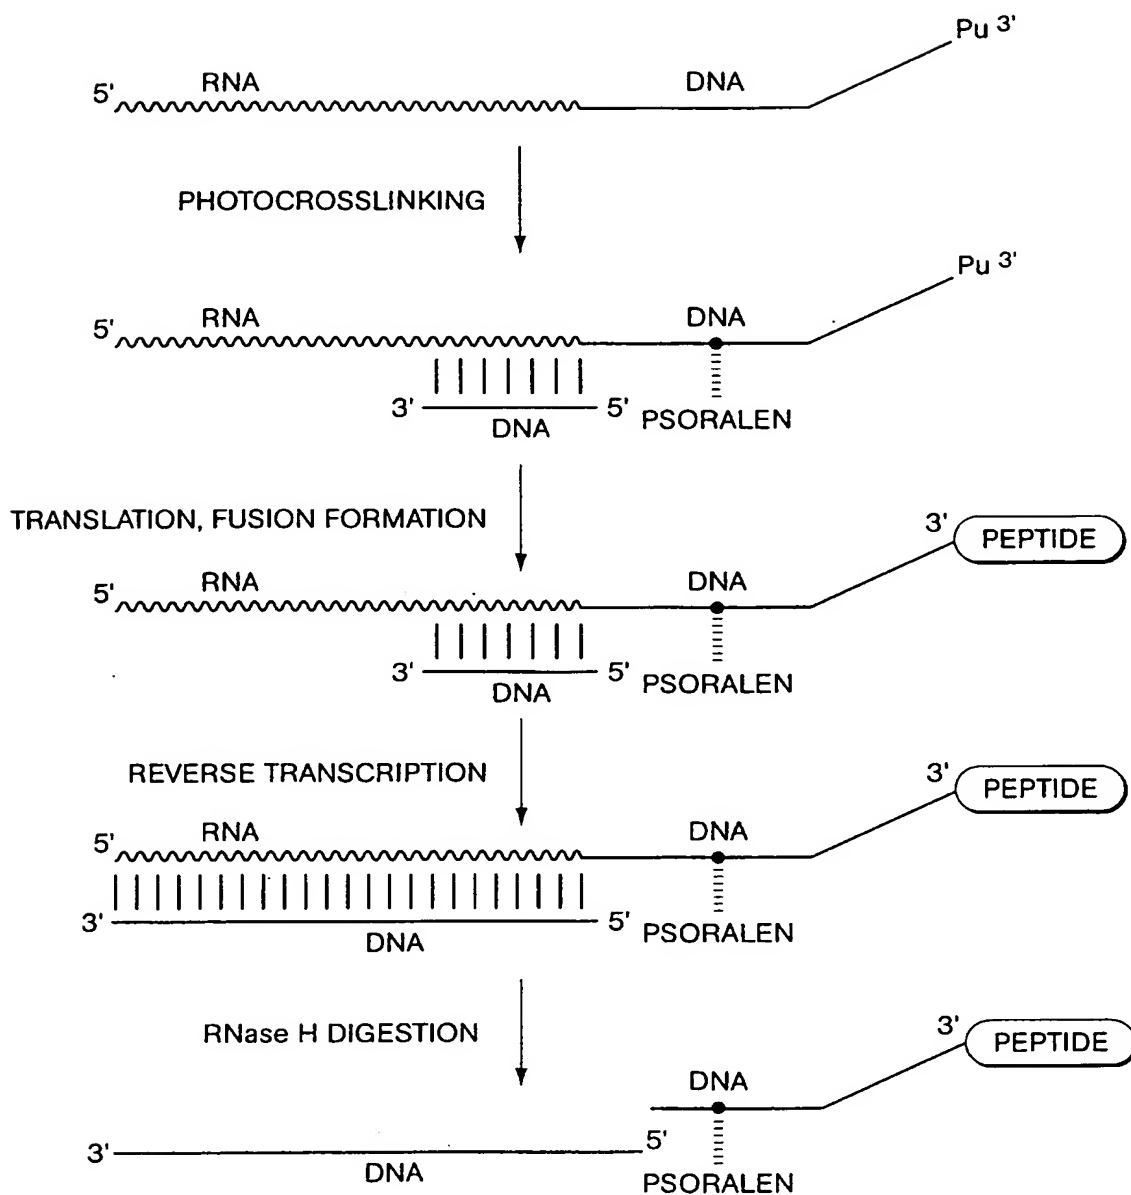 Pu 3'
RNA
DNA
5'
PHOTOCROSSLINKING
Pu 3'
RNA
DNA
5'
3'
5'
DNA
PSORALEN
TRANSLATION, FUSION FORMATION
3'
PEPTIDE
RNA
DNA
5'
3'
5'
DNA
PSORALEN
REVERSE TRANSCRIPTION
3'
PEPTIDE
RNA
DNA
5'
3'
5'
DNA
PSORALEN
RNase H DIGESTION
3'
PEPTIDE
DNA
5'
3'
DNA
PSORALEN